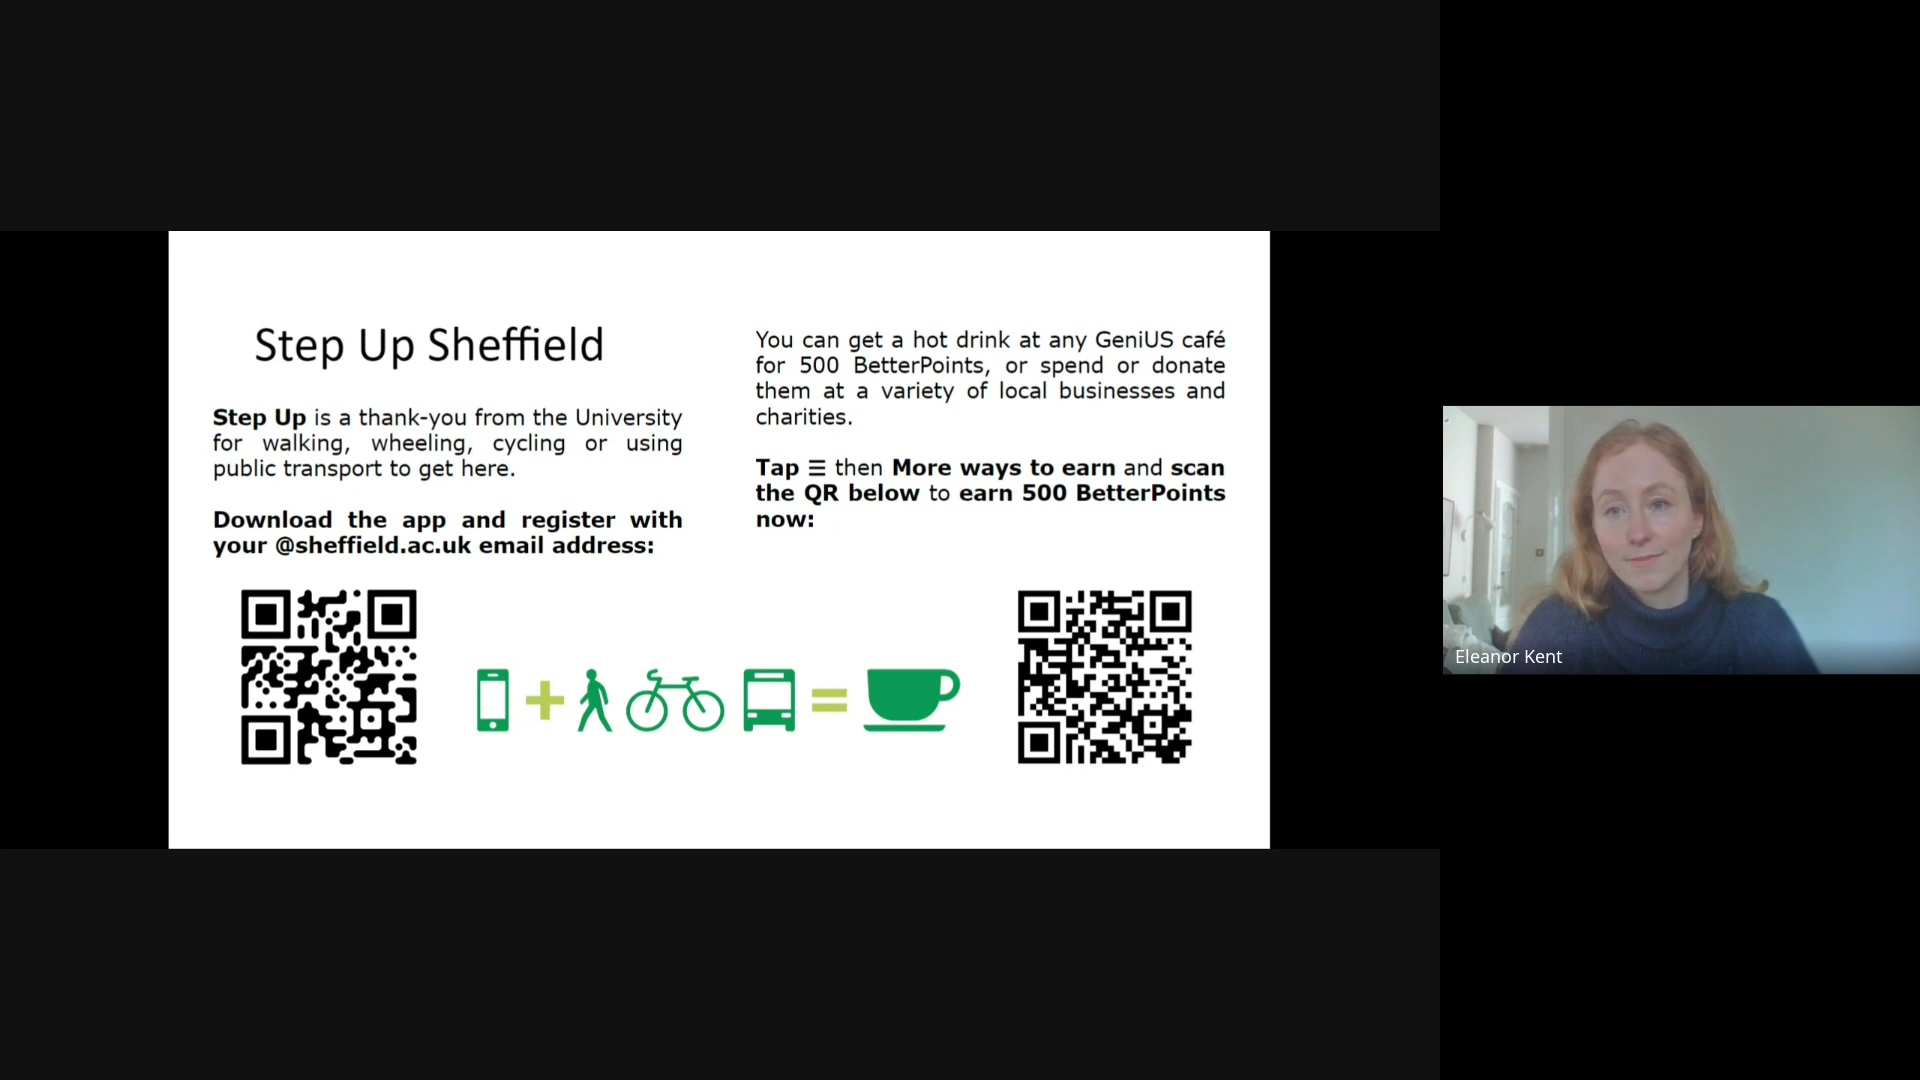 Step Up Sheffield
Step Up is a thank-you from the University
for walking, wheeling, cycling or using
public transport to get here.
Download the app and register with
your @sheffield.ac.uk email address:
You can get a hot drink at any GeniUS café
for 500 BetterPoints, or spend or donate
them at a variety of local businesses and
charities.
Tap ☰ then More ways to earn and scan
the QR below to earn 500 BetterPoints
now:
Eleanor Kent